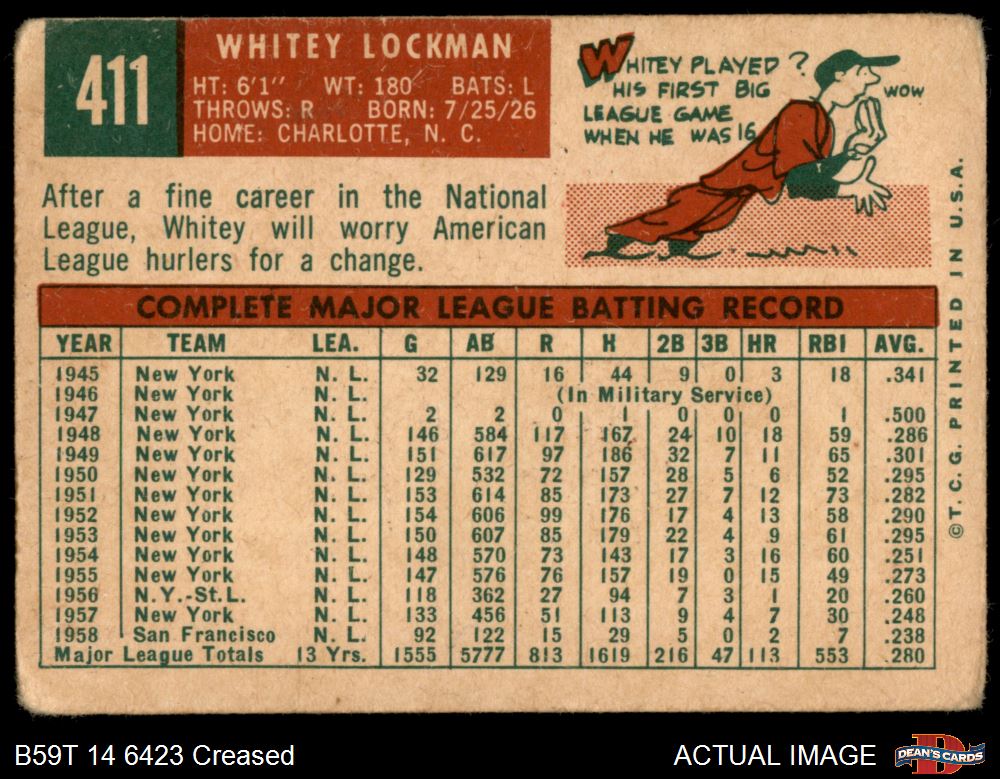 411
WHITEY LOCKMAN
HT: 6'1" WT: 180 BATS: L
THROWS: R BORN: 7/25/26
HOME: CHARLOTTE, N. C.
WHITEY PLAYED ?
HIS FIRST BIG
LEAGUE GAME
WHEN HE WAS 16.
WOW
After a fine career in the National
League, Whitey will worry American
League hurlers for a change.
COMPLETE MAJOR LEAGUE BATTING RECORD
YEAR TEAM LEA. G AB R H 2B 3B HR RBI AVG.
1945 New York N. L. 32 129 16 44 9 0 3 18 .341
1946 New York N. L. (In Military Service)
1947 New York N. L. 2 2 0 1 0 0 0 1 .500
1948 New York N. L. 146 584 117 167 24 10 18 59 .286
1949 New York N. L. 151 617 97 186 32 7 11 65 .301
1950 New York N. L. 129 532 72 157 28 5 6 52 .295
1951 New York N. L. 153 614 85 173 27 7 12 73 .282
1952 New York N. L. 154 606 99 176 17 4 13 58 .290
1953 New York N. L. 150 607 85 179 22 4 9 61 .295
1954 New York N. L. 148 570 73 143 17 3 16 60 .251
1955 New York N. L. 147 576 76 157 19 0 15 49 .273
1956 N.Y.-St.L. N. L. 118 362 27 94 7 3 1 20 .260
1957 New York N. L. 133 456 51 113 9 4 7 30 .248
1958 San Francisco N. L. 92 122 15 29 5 0 2 7 .238
Major League Totals 13 Yrs. 1555 5777 813 1619 216 47 113 553 .280
©T.C.G. PRINTED IN U.S.A.
B59T 14 6423 Creased
ACTUAL IMAGE
DEAN'S CARDS